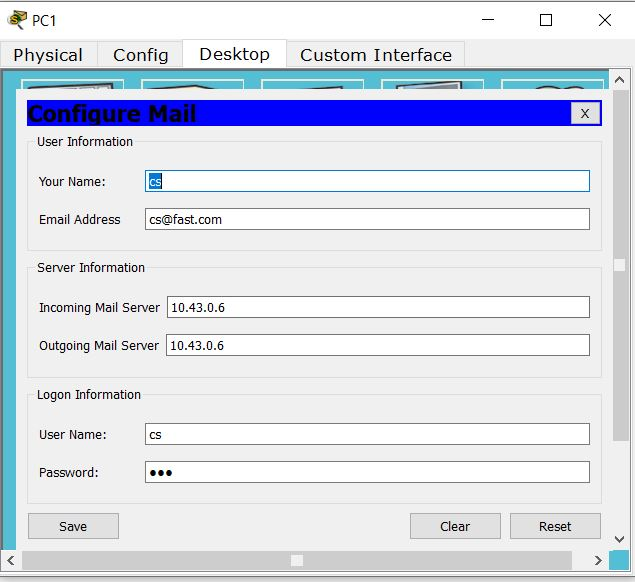 PC1
Physical Config Desktop Custom Interface
Configure Mail X
User Information
Your Name: cs
Email Address cs@fast.com
Server Information
Incoming Mail Server 10.43.0.6
Outgoing Mail Server 10.43.0.6
Logon Information
User Name: cs
Password: ●●●
Save Clear Reset